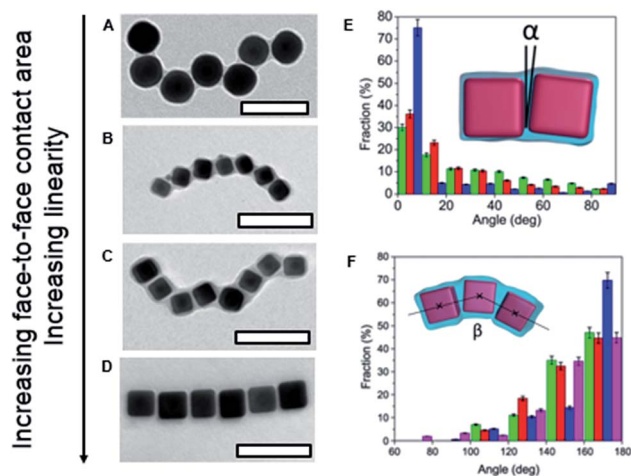 Increasing face-to-face contact area
Increasing linearity
A
B
C
D
E
Fraction (%)
80
70
60
50
40
30
20
10
0
α
0
20
40
60
80
Angle (deg)
F
Fraction (%)
80
70
60
50
40
30
20
10
0
β
60
80
100
120
140
160
180
Angle (deg)